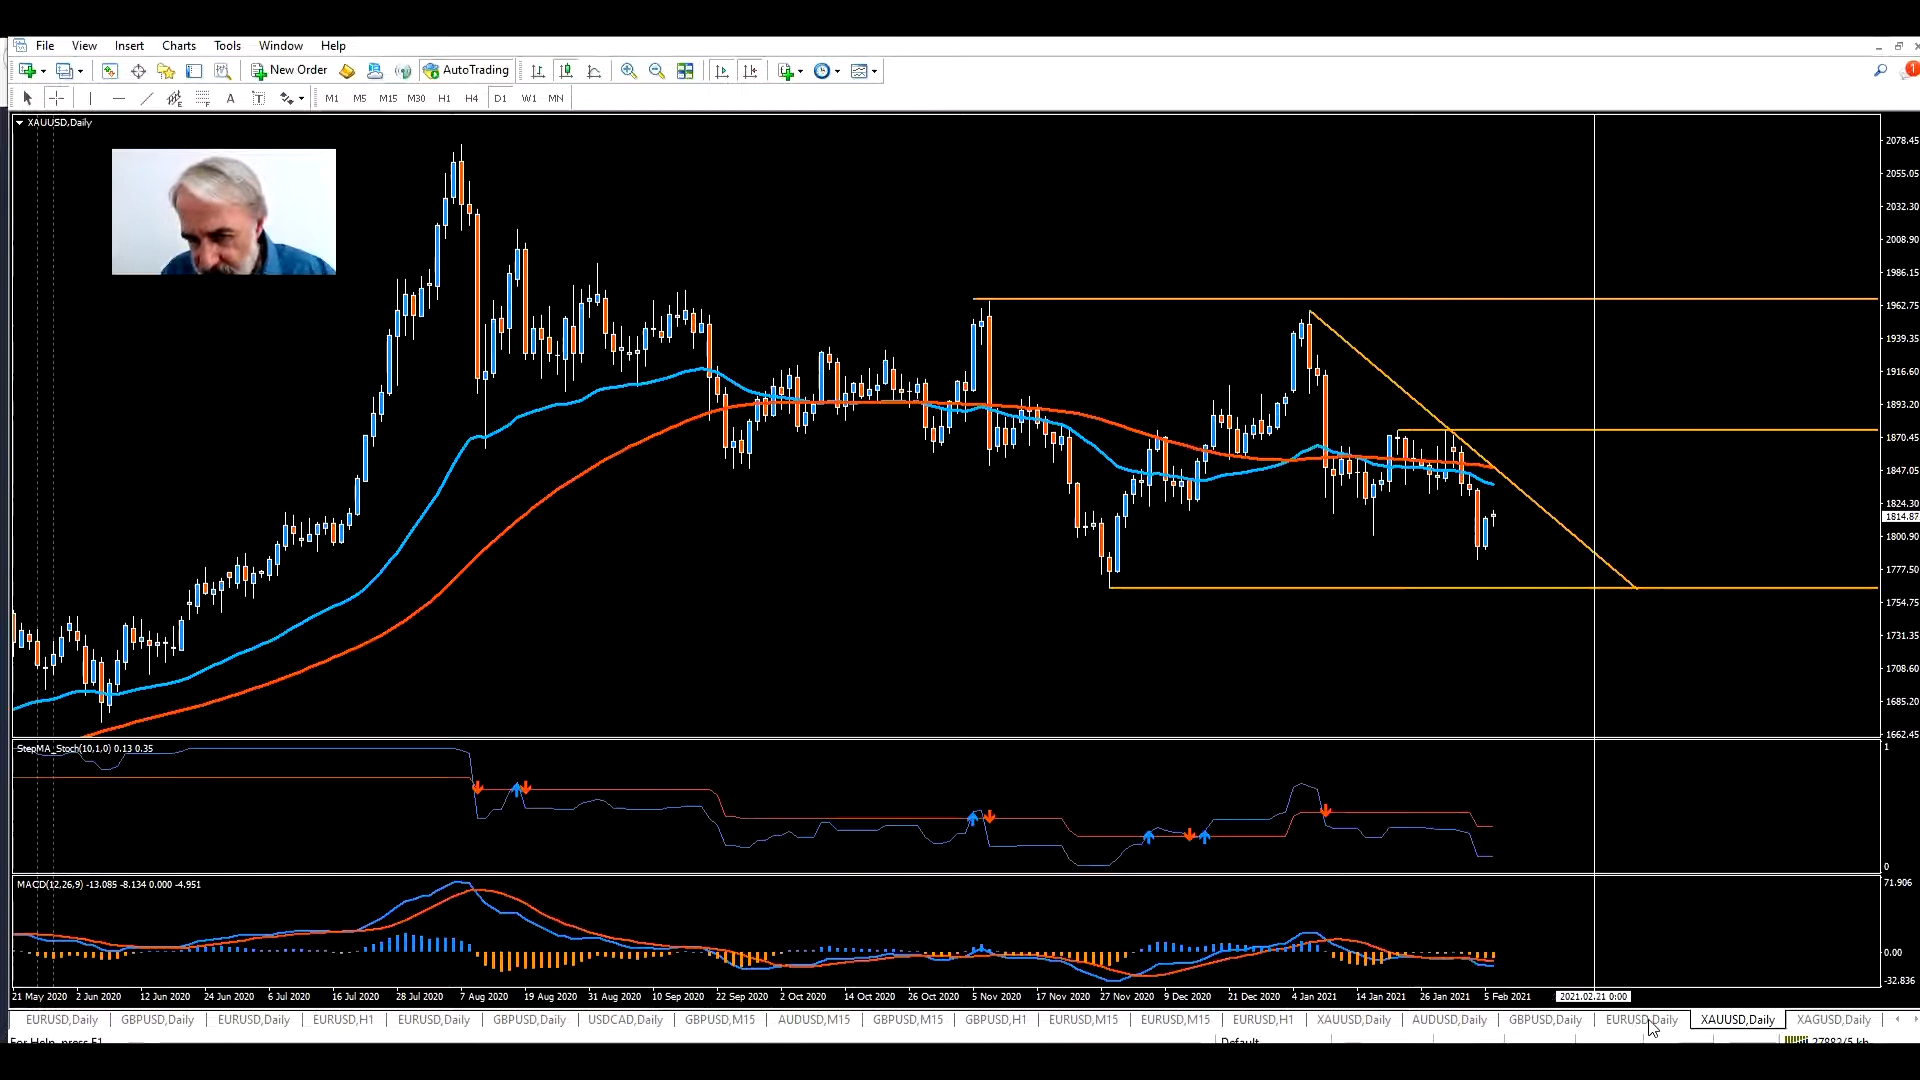 File View Insert Charts Tools Window Help
New Order AutoTrading 1
A T M1 M5 M15 M30 H1 H4 D1 W1 MN
XAUUSD,Daily
2078.45
2055.05
2032.30
2008.90
1986.15
1962.75
1939.35
1916.60
1893.20
1870.45
1847.05
1824.30
1814.87
1800.90
1777.50
1754.75
1731.35
1708.60
1685.20
1662.45
StepMA_Stoch(10,1,0) 0.13 0.35
1
0
MACD(12,26,9) -13.085 -8.134 0.000 -4.951
71.906
0.00
-32.836
21 May 2020 2 Jun 2020 12 Jun 2020 24 Jun 2020 6 Jul 2020 16 Jul 2020 28 Jul 2020 7 Aug 2020 19 Aug 2020 31 Aug 2020 10 Sep 2020 22 Sep 2020 2 Oct 2020 14 Oct 2020 26 Oct 2020 5 Nov 2020 17 Nov 2020 27 Nov 2020 9 Dec 2020 21 Dec 2020 4 Jan 2021 14 Jan 2021 26 Jan 2021 5 Feb 2021 2021.02.21 0:00
EURUSD,Daily GBPUSD,Daily EURUSD,Daily EURUSD,H1 EURUSD,Daily GBPUSD,Daily USDCAD,Daily GBPUSD,M15 AUDUSD,M15 GBPUSD,M15 GBPUSD,H1 EURUSD,M15 EURUSD,M15 EURUSD,H1 XAUUSD,Daily AUDUSD,Daily GBPUSD,Daily EURUSD,Daily XAUUSD,Daily XAGUSD,Daily
For Help, press F1 Default 27882/5 kb